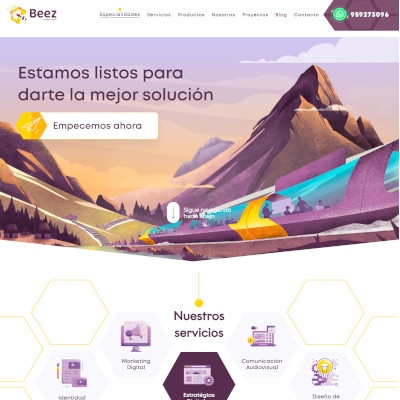 Beez
Especialidades Servicios Productos Nosotros Proyectos Blog Contacto
959273096
Estamos listos para
darte la mejor solución
Empecemos ahora
Sigue navegando
hacia abajo
Nuestros
servicios
Marketing
Digital
Comunicación
Audiovisual
Identidad
Estratégica
Diseño de